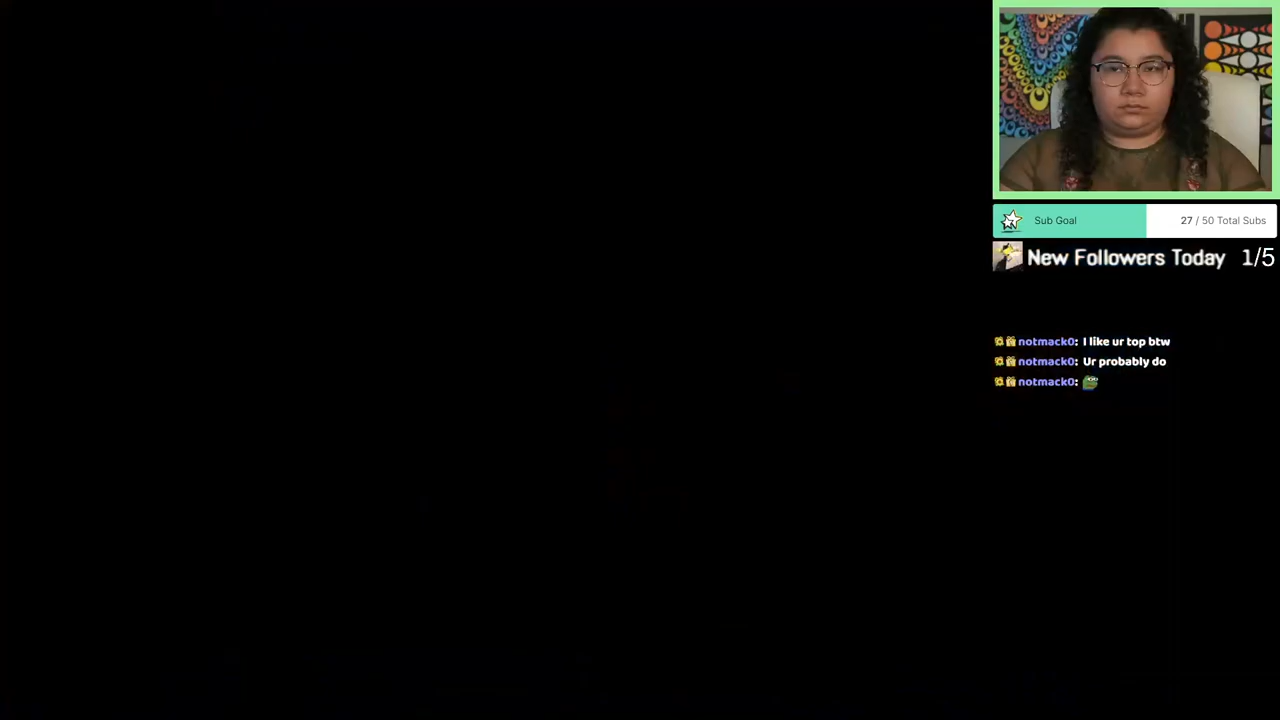 Sub Goal 27 / 50 Total Subs
New Followers Today 1/5
notmack0: I like ur top btw
notmack0: Ur probably do
notmack0: